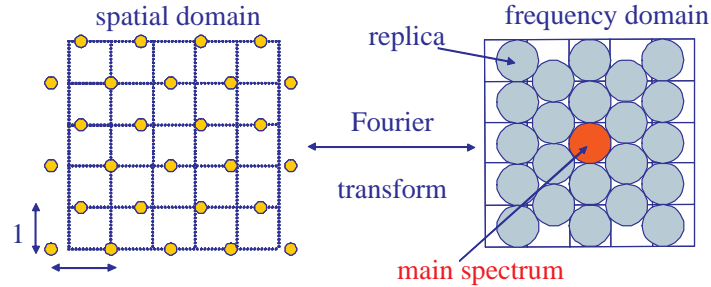 spatial domain
frequency domain
replica
Fourier
transform
1
main spectrum